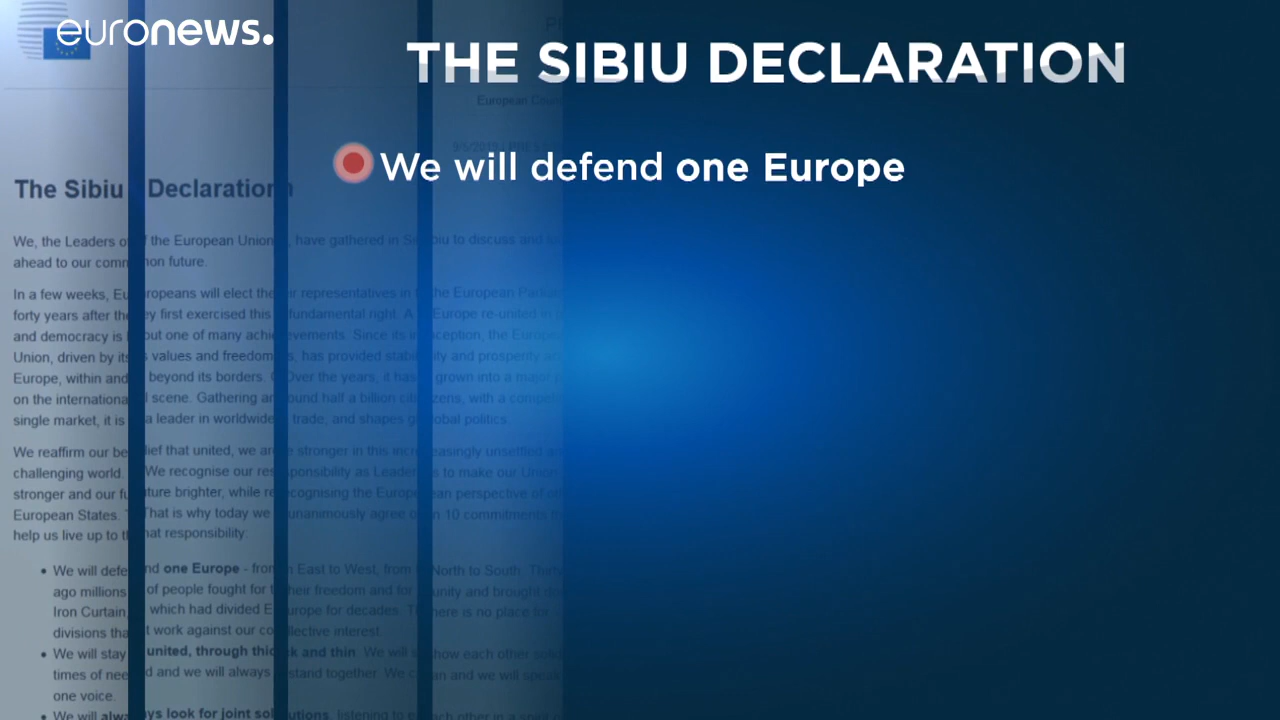 euronews.
THE SIBIU DECLARATION
We will defend one Europe
European
The Sibiu Declaration
We, the Leaders of the European Union, have gathered in Sibiu to discuss and
ahead to our common future.
In a few weeks, Europeans will elect their representatives in the European
forty years after they first exercised this fundamental right. A Europe re-united in
and democracy is but one of many achievements. Since its inception, the European
Union, driven by its values and freedoms, has provided stability and prosperity
Europe, within and beyond its borders. Over the years, it has grown into a major
on the international scene. Gathering around half a billion citizens, with a
single market, it is a leader in worldwide trade, and shapes global politics.
We reaffirm our belief that united, we are stronger in this increasingly unsettled
challenging world. We recognise our responsibility as Leaders to make our Union
stronger and our future brighter, while recognising the European perspective of
European States. That is why today we unanimously agree on 10 commitments
help us live up to that responsibility:
• We will defend one Europe - from East to West, from North to South.
ago millions of people fought for their freedom and for unity and brought
Iron Curtain, which had divided Europe for decades. There is no place for
divisions that work against our collective interest.
• We will stay united, through thick and thin. We will show each other
times of need and we will always stand together. We can and we will
one voice.
• We will always look for joint solutions, listening to each other in a